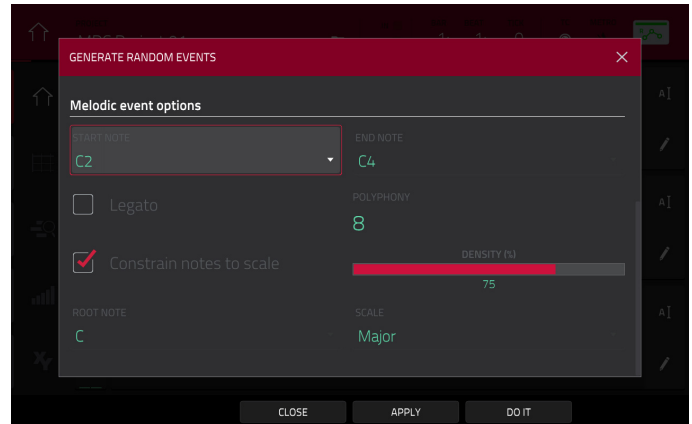 GENERATE RANDOM EVENTS
Melodic event options
START NOTE
END NOTE
C2
C4
Legato
POLYPHONY
8
Constrain notes to scale
DENSITY (%)
75
ROOT NOTE
SCALE
C
Major
CLOSE
APPLY
DO IT